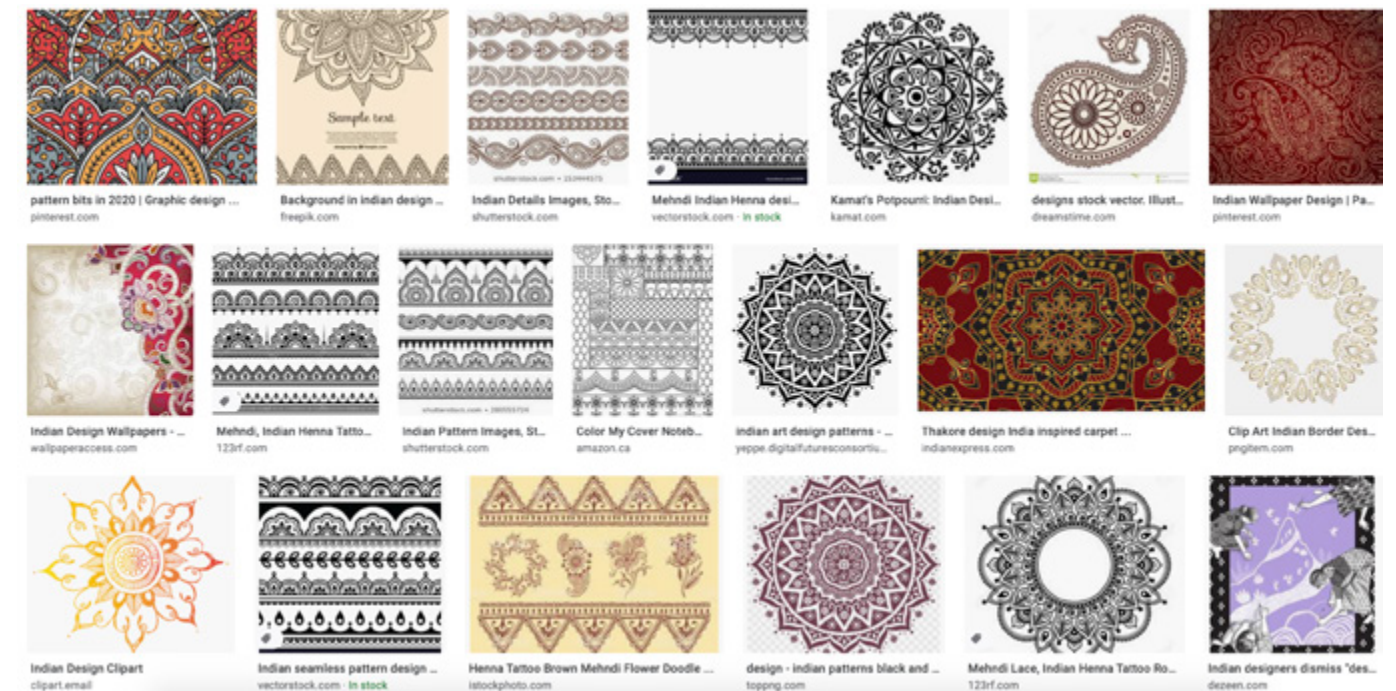 Sample text
shutterstock.com • 253444575
pattern bits in 2020 | Graphic design ...
pinterest.com
Background in indian design ...
freepik.com
Indian Details Images, Sto...
shutterstock.com
Mehndi Indian Henna desi...
vectorstock.com · In stock
Kamat's Potpourri: Indian Desi...
kamat.com
designs stock vector. Illust...
dreamstime.com
Indian Wallpaper Design | Pa...
pinterest.com
shutterstock.com •
Indian Design Wallpapers - ...
wallpaperaccess.com
Mehndi, Indian Henna Tatto...
123rf.com
Indian Pattern Images, St...
shutterstock.com
Color My Cover Noteb...
amazon.ca
indian art design patterns - ...
yeppe.digitalfuturesconsortiu...
Thakore design India inspired carpet ...
indianexpress.com
Clip Art Indian Border Des...
pngitem.com
Indian Design Clipart
clipart.email
Indian seamless pattern design ...
vectorstock.com · In stock
Henna Tattoo Brown Mehndi Flower Doodle ...
istockphoto.com
design - indian patterns black and ...
toppng.com
Mehndi Lace, Indian Henna Tattoo Ro...
123rf.com
Indian designers dismiss "des...
dezeen.com